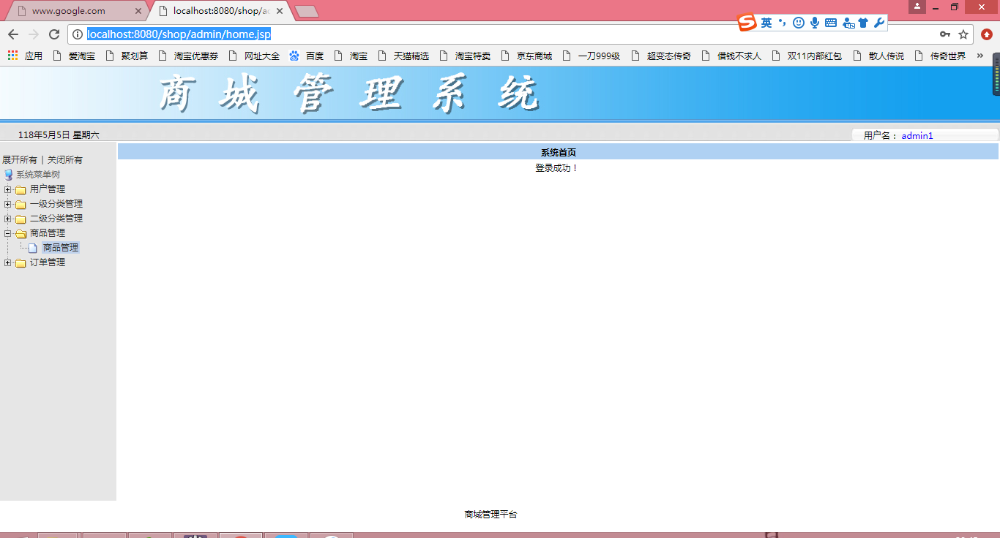 www.google.com
localhost:8080/shop/ad
英
localhost:8080/shop/admin/home.jsp
应用 爱淘宝 聚划算 淘宝优惠券 网址大全 百度 淘宝 天猫精选 淘宝特卖 京东商城 一刀999级 超变态传奇 借钱不求人 双11内部红包 散人传说 传奇世界 »
商城管理系统
118年5月5日 星期六
用户名： admin1
展开所有 | 关闭所有
系统首页
登录成功！
系统菜单树
用户管理
一级分类管理
二级分类管理
商品管理
商品管理
订单管理
商城管理平台